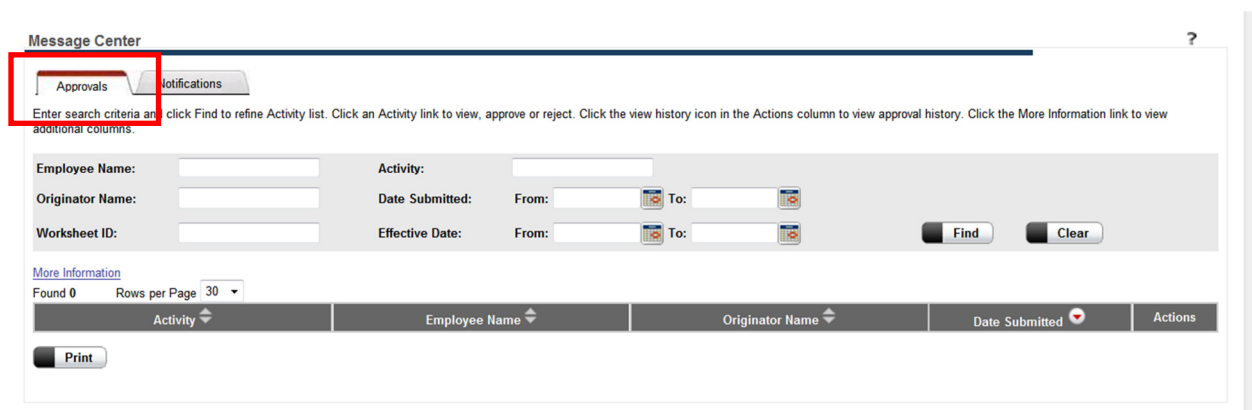 Message Center
?
Approvals Notifications
Enter search criteria and click Find to refine Activity list. Click an Activity link to view, approve or reject. Click the view history icon in the Actions column to view approval history. Click the More Information link to view
additional columns.
Employee Name: Activity:
Originator Name: Date Submitted: From: To:
Worksheet ID: Effective Date: From: To: Find Clear
More Information
Found 0 Rows per Page 30
Activity Employee Name Originator Name Date Submitted Actions
Print